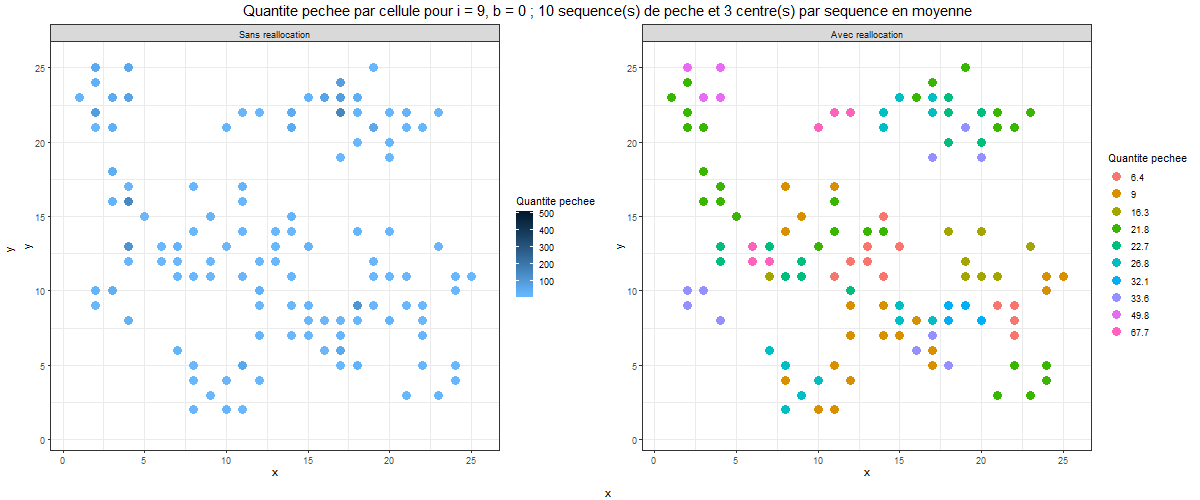 Quantite pechee par cellule pour i = 9, b = 0 ; 10 sequence(s) de peche et 3 centre(s) par sequence en moyenne
Sans reallocation
25
20
15
10
5
0
0 5 10 15 20 25
x
y
y
Quantite pechee
500
400
300
200
100
Avec reallocation
25
20
15
10
5
0
0 5 10 15 20 25
x
y
Quantite pechee
6.4
9
16.3
21.8
22.7
26.8
32.1
33.6
49.8
67.7
x